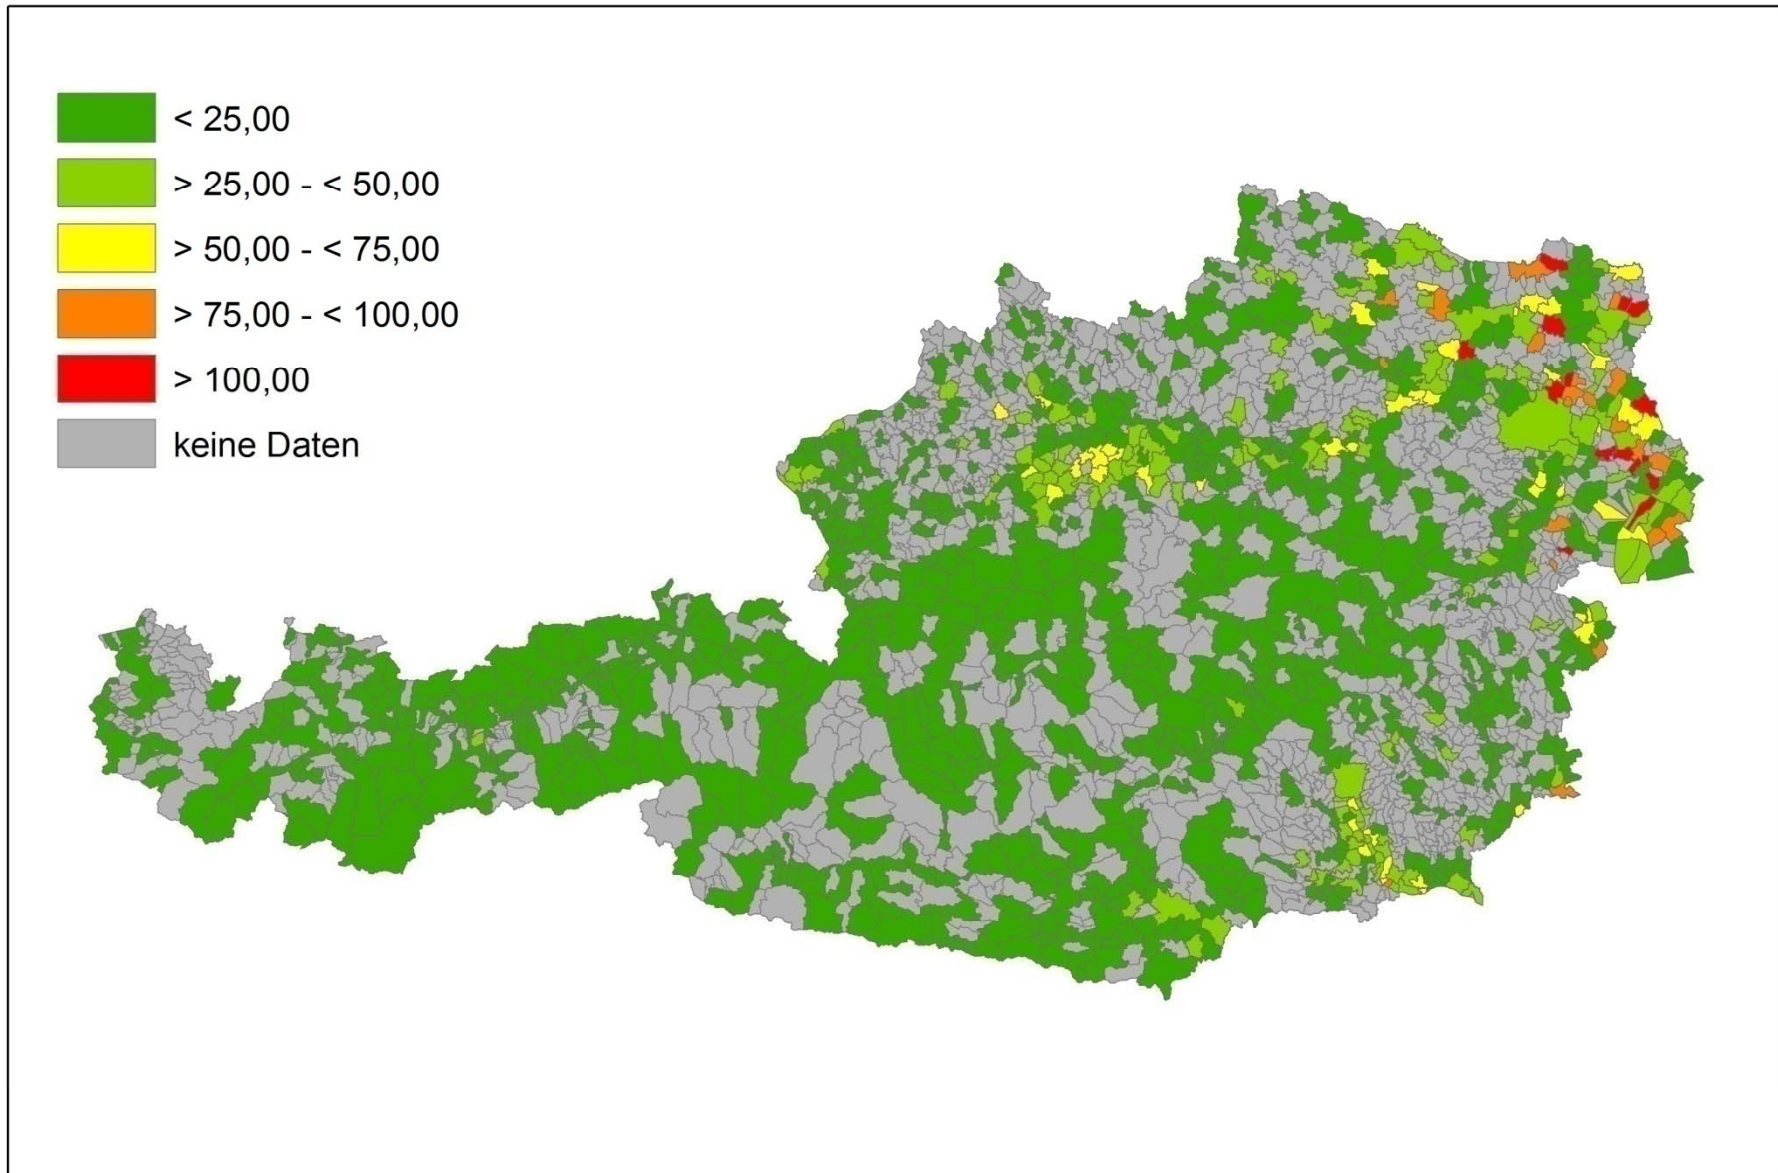 < 25,00
> 25,00 - < 50,00
> 50,00 - < 75,00
> 75,00 - < 100,00
> 100,00
keine Daten